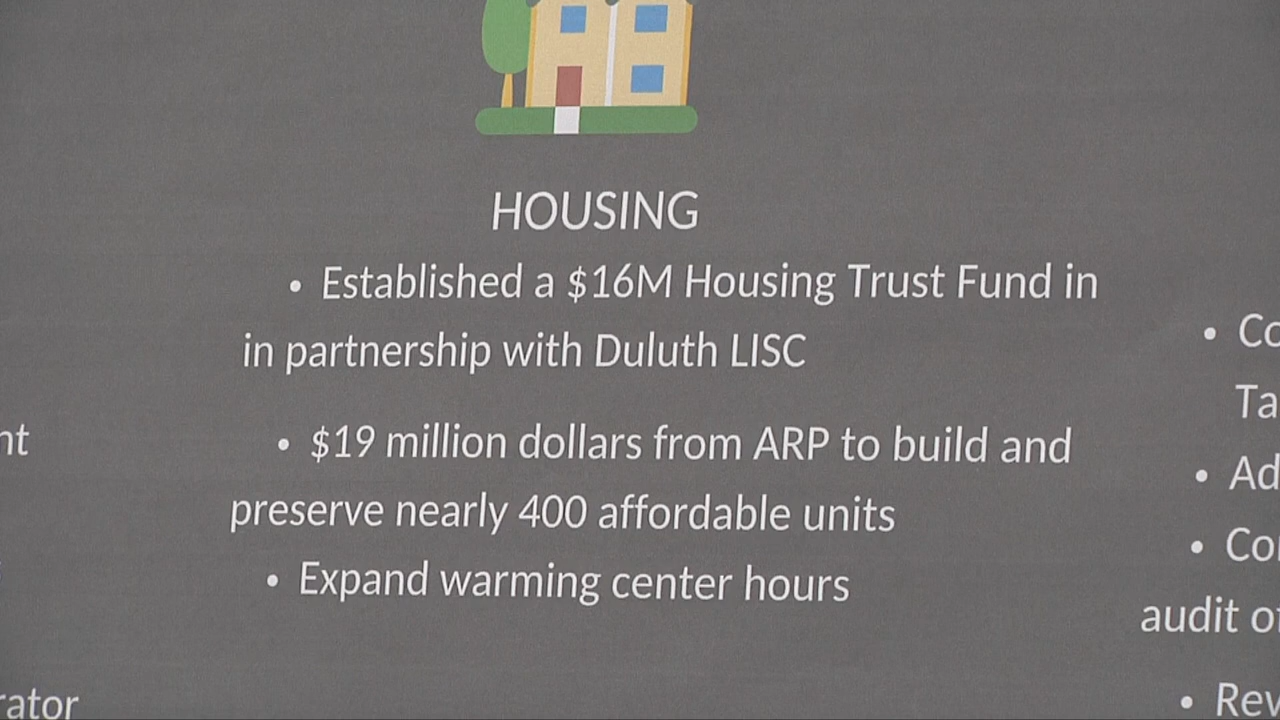 HOUSING
• Established a $16M Housing Trust Fund in
in partnership with Duluth LISC
• $19 million dollars from ARP to build and
preserve nearly 400 affordable units
• Expand warming center hours
audit